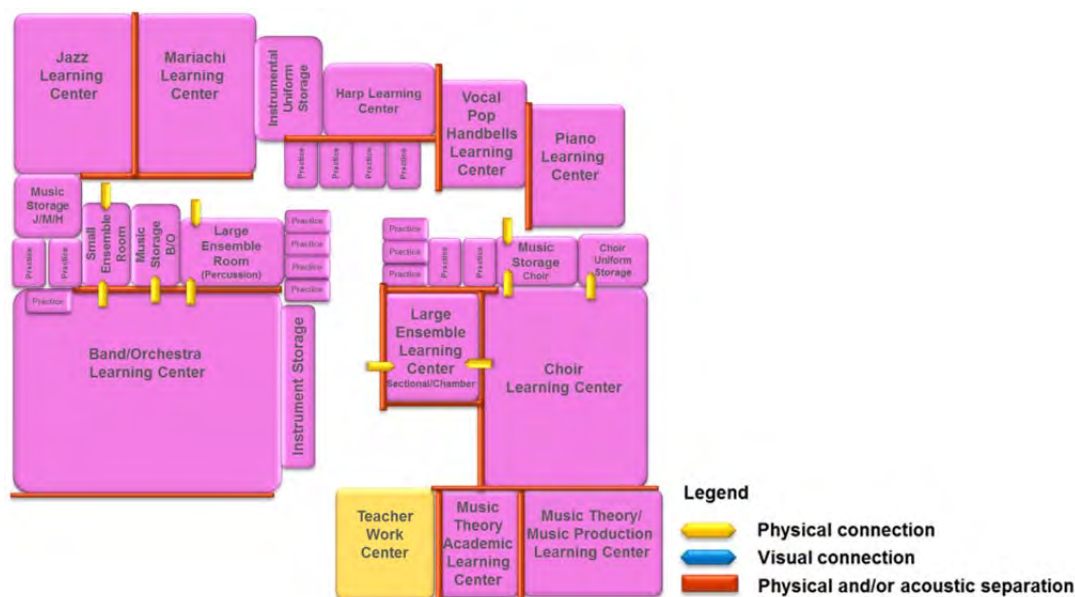 Jazz
Learning
Center
Mariachi
Learning
Center
Instrumental
Uniform
Storage
Harp Learning
Center
Vocal
Pop
Handbells
Learning
Center
Piano
Learning
Center
Practice
Practice
Practice
Practice
Music
Storage
J/M/H
Small
Ensemble
Room
Music
Storage
B/O
Large
Ensemble
Room
(Percussion)
Practice
Practice
Practice
Practice
Practice
Practice
Practice
Practice
Practice
Practice
Practice
Practice
Music
Storage
Choir
Choir
Uniform
Storage
Band/Orchestra
Learning Center
Instrument Storage
Large
Ensemble
Learning
Center
Sectional/Chamber
Choir
Learning Center
Teacher
Work
Center
Music
Theory
Academic
Learning
Center
Music Theory/
Music Production
Learning Center
Legend
Physical connection
Visual connection
Physical and/or acoustic separation